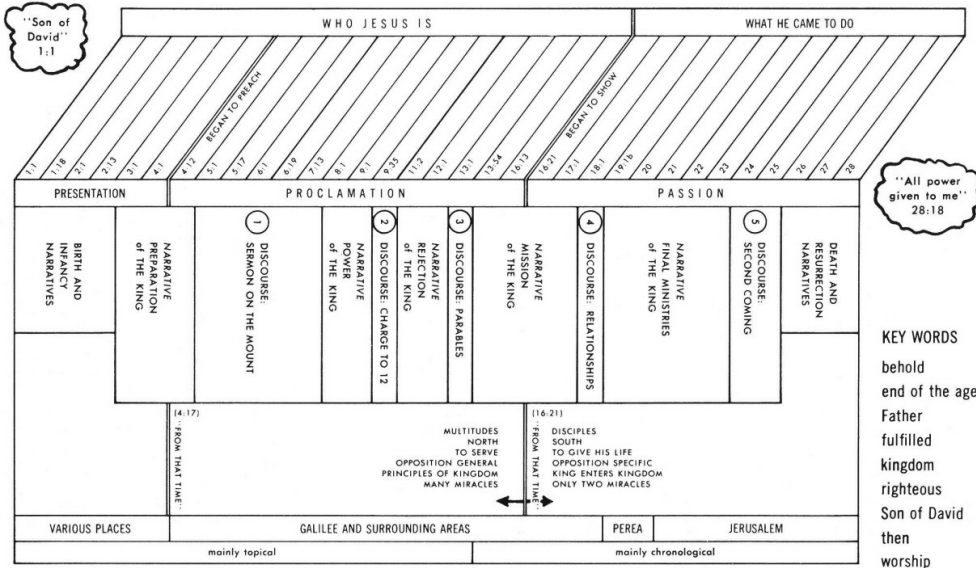 "Son of
David"
1:1
WHO JESUS IS
WHAT HE CAME TO DO
BEGAN TO PREACH
BEGAN TO SHOW
1:1
1:18
2:1
2:13
3:1
4:1
4:12
5:1
5:17
6:1
6:19
7:13
8:1
9:1
9:35
11:2
12:1
13:1
13:54
16:13
16:21
17:1
18:1
19:1b
20
21
22
23
24
25
26
27
28
PRESENTATION
PROCLAMATION
PASSION
"All power
given to me"
28:18
BIRTH AND
INFANCY
NARRATIVES
NARRATIVE
PREPARATION
of THE KING
1
DISCOURSE:
SERMON ON THE MOUNT
NARRATIVE
POWER
of THE KING
2
DISCOURSE: CHARGE TO 12
NARRATIVE
REJECTION
of THE KING
3
DISCOURSE: PARABLES
NARRATIVE
MISSION
of THE KING
4
DISCOURSE: RELATIONSHIPS
NARRATIVE
FINAL MINISTRIES
of THE KING
5
DISCOURSE:
SECOND COMING
DEATH AND
RESURRECTION
NARRATIVES
(4:17)
"FROM THAT TIME"
MULTITUDES
NORTH
TO SERVE
OPPOSITION GENERAL
PRINCIPLES OF KINGDOM
MANY MIRACLES
(16:21)
"FROM THAT TIME"
DISCIPLES
SOUTH
TO GIVE HIS LIFE
OPPOSITION SPECIFIC
KING ENTERS KINGDOM
ONLY TWO MIRACLES
VARIOUS PLACES
GALILEE AND SURROUNDING AREAS
PEREA
JERUSALEM
mainly topical
mainly chronological
KEY WORDS
behold
end of the age
Father
fulfilled
kingdom
righteous
Son of David
then
worship